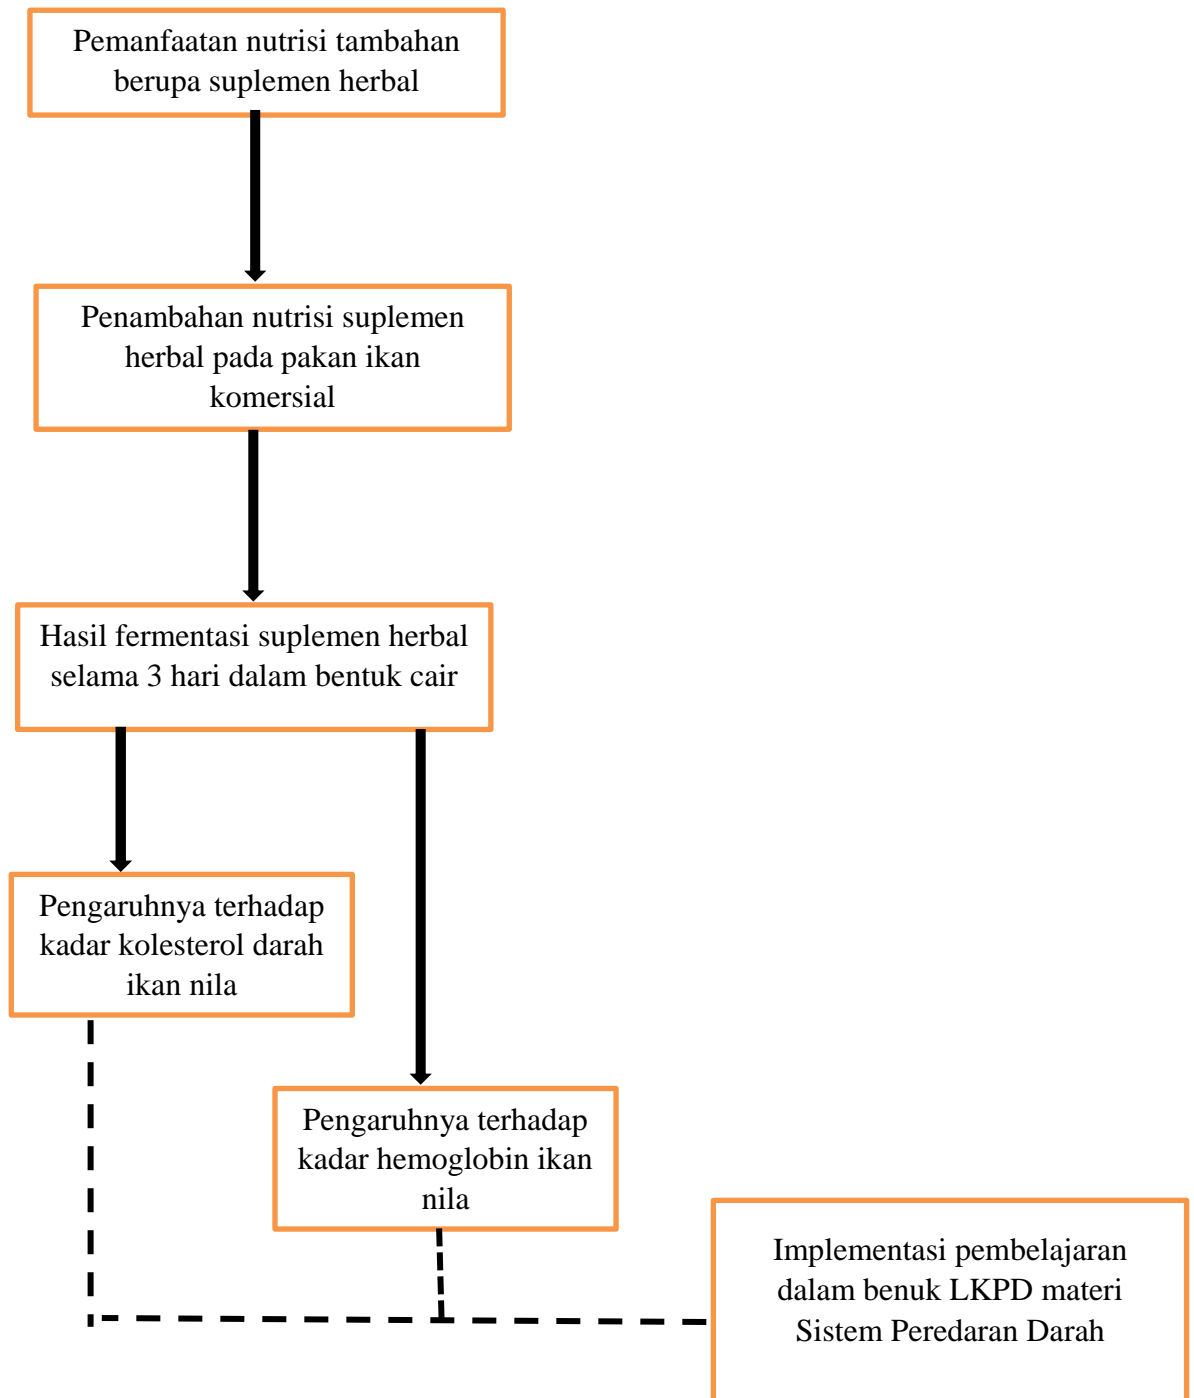 Pemanfaatan nutrisi tambahan
berupa suplemen herbal
Penambahan nutrisi suplemen
herbal pada pakan ikan
komersial
Hasil fermentasi suplemen herbal
selama 3 hari dalam bentuk cair
Pengaruhnya terhadap
kadar kolesterol darah
ikan nila
Pengaruhnya terhadap
kadar hemoglobin ikan
nila
Implementasi pembelajaran
dalam benuk LKPD materi
Sistem Peredaran Darah